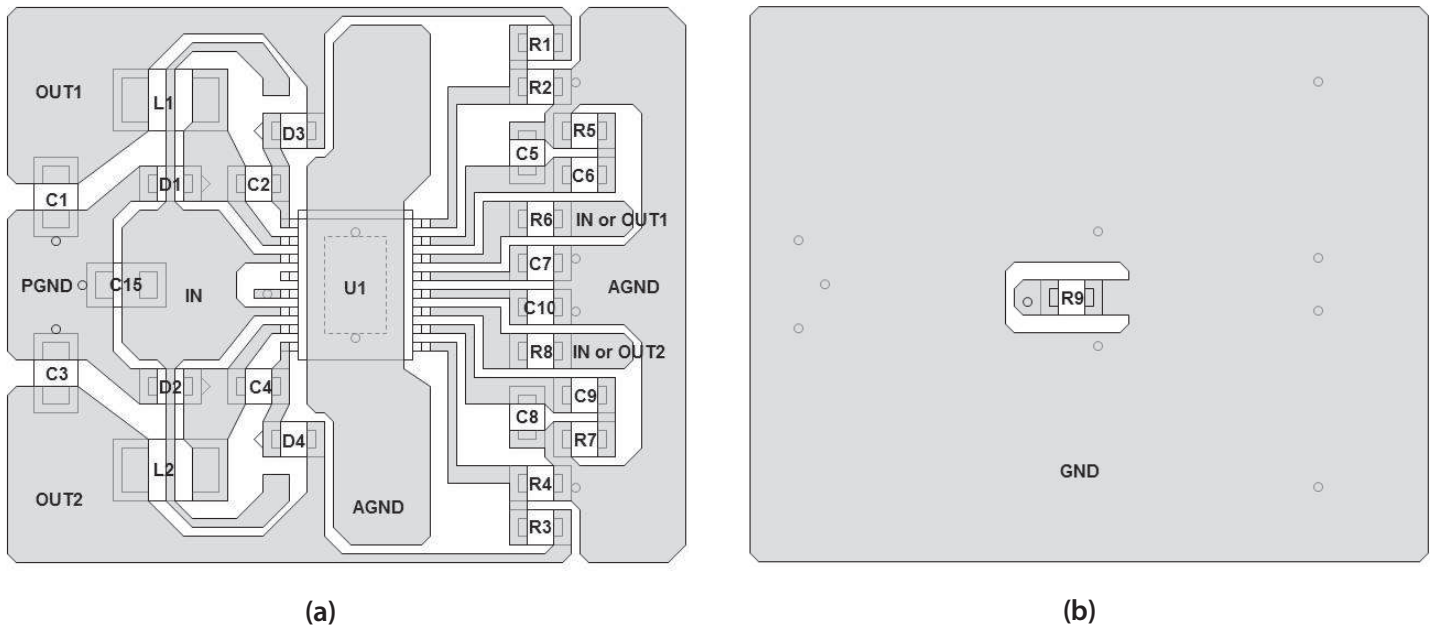 R1
OUT1
R2
L1
D3
R5
C5
C6
D1
C2
C1
R6
IN or OUT1
C7
PGND
C15
IN
U1
AGND
C10
R8
IN or OUT2
C3
D2
C4
C9
C8
D4
R7
L2
R4
OUT2
AGND
R3
(a)
R9
GND
(b)